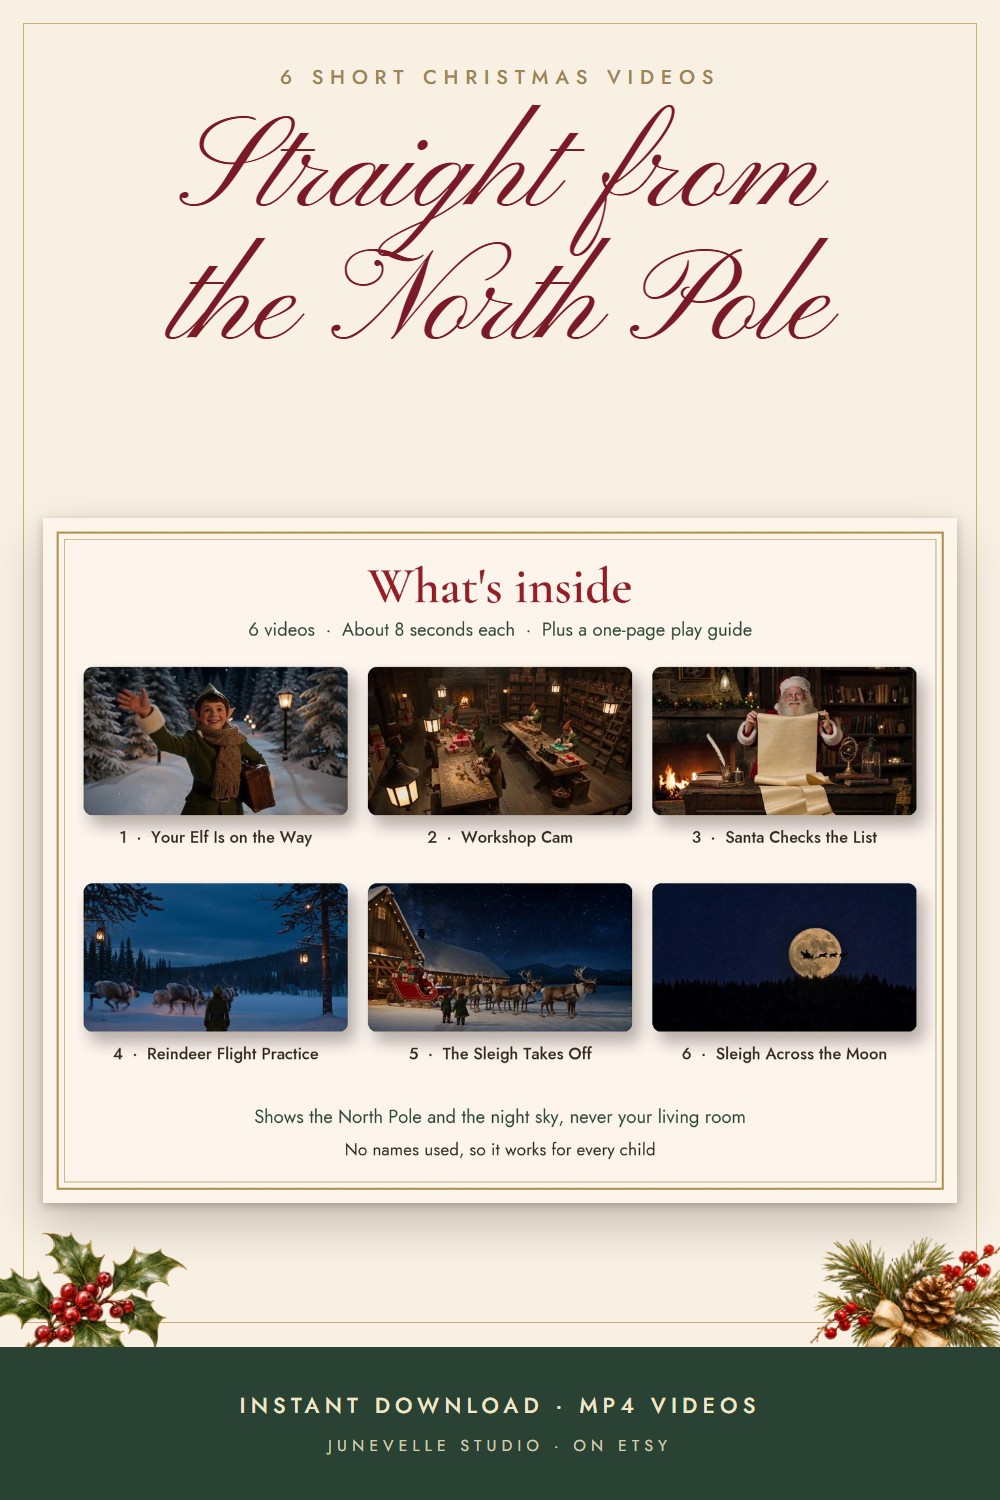 6 SHORT CHRISTMAS VIDEOS
Straight from
the North Pole
What's inside
6 videos · About 8 seconds each · Plus a one-page play guide
1 · Your Elf Is on the Way
2 · Workshop Cam
3 · Santa Checks the List
4 · Reindeer Flight Practice
5 · The Sleigh Takes Off
6 · Sleigh Across the Moon
Shows the North Pole and the night sky, never your living room
No names used, so it works for every child
INSTANT DOWNLOAD · MP4 VIDEOS
JUNEVELLE STUDIO · ON ETSY